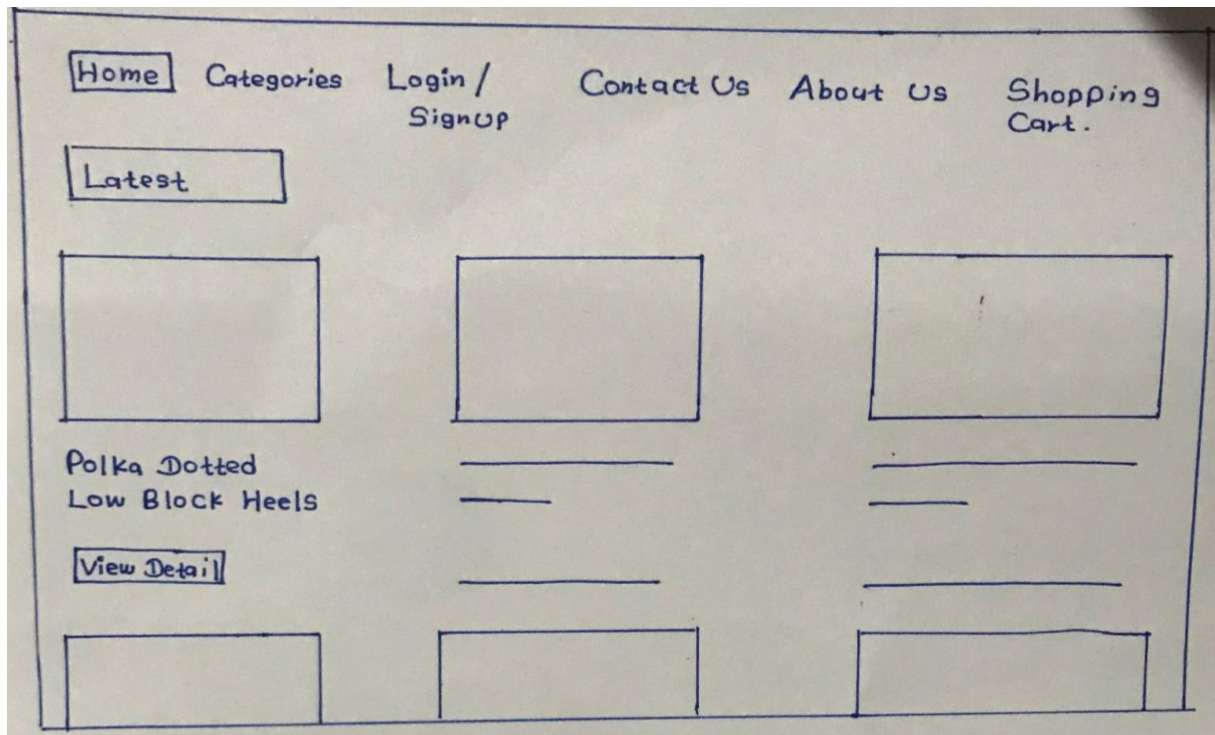 Home Categories Login / Contact Us About Us Shopping
Signup Cart.
Latest
Polka Dotted
Low Block Heels
View Detail